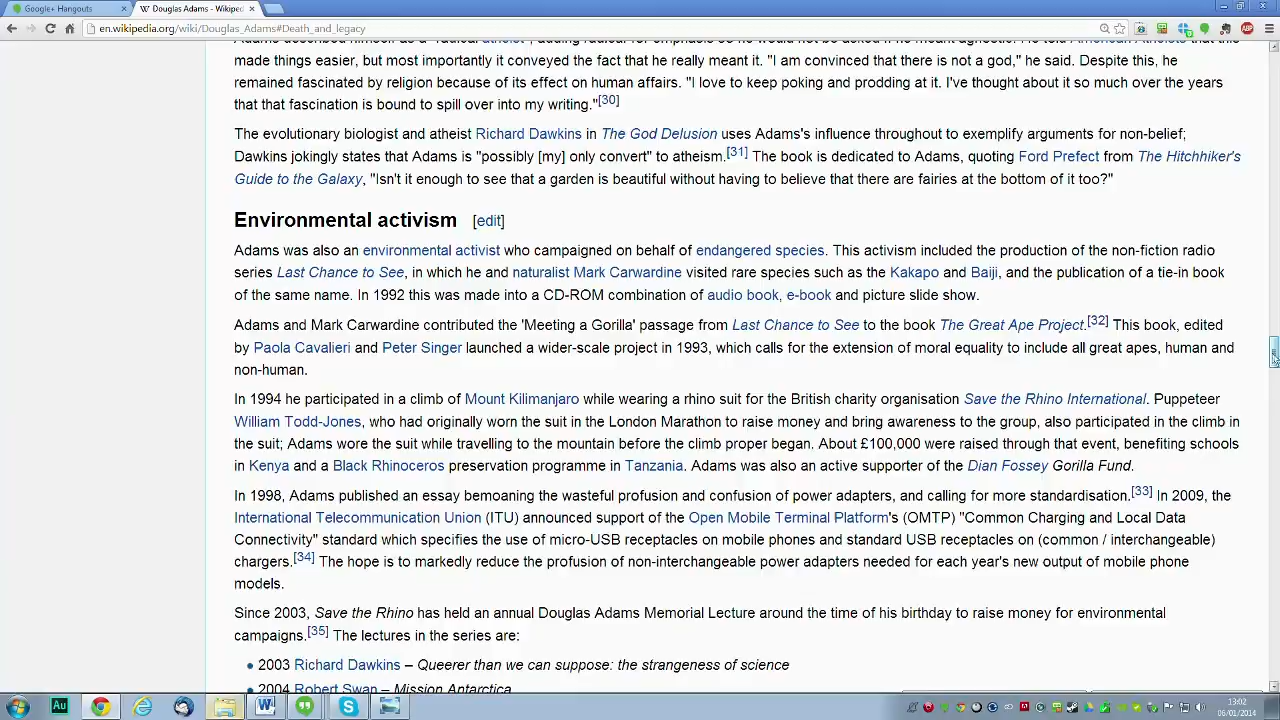 Google+ Hangouts
Douglas Adams - Wikiped
en.wikipedia.org/wiki/Douglas_Adams#Death_and_legacy
made things easier, but most importantly it conveyed the fact that he really meant it. "I am convinced that there is not a god," he said. Despite this, he
remained fascinated by religion because of its effect on human affairs. "I love to keep poking and prodding at it. I've thought about it so much over the years
that that fascination is bound to spill over into my writing."[30]
The evolutionary biologist and atheist Richard Dawkins in The God Delusion uses Adams's influence throughout to exemplify arguments for non-belief;
Dawkins jokingly states that Adams is "possibly [my] only convert" to atheism.[31] The book is dedicated to Adams, quoting Ford Prefect from The Hitchhiker's
Guide to the Galaxy, "Isn't it enough to see that a garden is beautiful without having to believe that there are fairies at the bottom of it too?"
Environmental activism [edit]
Adams was also an environmental activist who campaigned on behalf of endangered species. This activism included the production of the non-fiction radio
series Last Chance to See, in which he and naturalist Mark Carwardine visited rare species such as the Kakapo and Baiji, and the publication of a tie-in book
of the same name. In 1992 this was made into a CD-ROM combination of audio book, e-book and picture slide show.
Adams and Mark Carwardine contributed the 'Meeting a Gorilla' passage from Last Chance to See to the book The Great Ape Project.[32] This book, edited
by Paola Cavalieri and Peter Singer launched a wider-scale project in 1993, which calls for the extension of moral equality to include all great apes, human and
non-human.
In 1994 he participated in a climb of Mount Kilimanjaro while wearing a rhino suit for the British charity organisation Save the Rhino International. Puppeteer
William Todd-Jones, who had originally worn the suit in the London Marathon to raise money and bring awareness to the group, also participated in the climb in
the suit; Adams wore the suit while travelling to the mountain before the climb proper began. About £100,000 were raised through that event, benefiting schools
in Kenya and a Black Rhinoceros preservation programme in Tanzania. Adams was also an active supporter of the Dian Fossey Gorilla Fund.
In 1998, Adams published an essay bemoaning the wasteful profusion and confusion of power adapters, and calling for more standardisation.[33] In 2009, the
International Telecommunication Union (ITU) announced support of the Open Mobile Terminal Platform's (OMTP) "Common Charging and Local Data
Connectivity" standard which specifies the use of micro-USB receptacles on mobile phones and standard USB receptacles on (common / interchangeable)
chargers.[34] The hope is to markedly reduce the profusion of non-interchangeable power adapters needed for each year's new output of mobile phone
models.
Since 2003, Save the Rhino has held an annual Douglas Adams Memorial Lecture around the time of his birthday to raise money for environmental
campaigns.[35] The lectures in the series are:
2003 Richard Dawkins – Queerer than we can suppose: the strangeness of science
2004 Robert Swan – Mission Antarctica
Au
13:02
06/01/2014